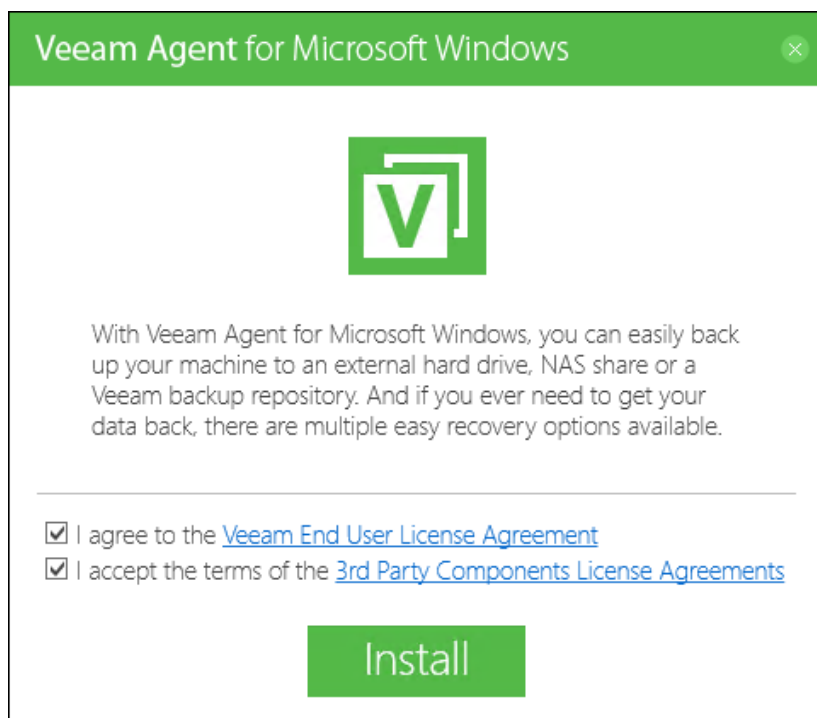 Veeam Agent for Microsoft Windows
V
With Veeam Agent for Microsoft Windows, you can easily back
up your machine to an external hard drive, NAS share or a
Veeam backup repository. And if you ever need to get your
data back, there are multiple easy recovery options available.
I agree to the Veeam End User License Agreement
I accept the terms of the 3rd Party Components License Agreements
Install